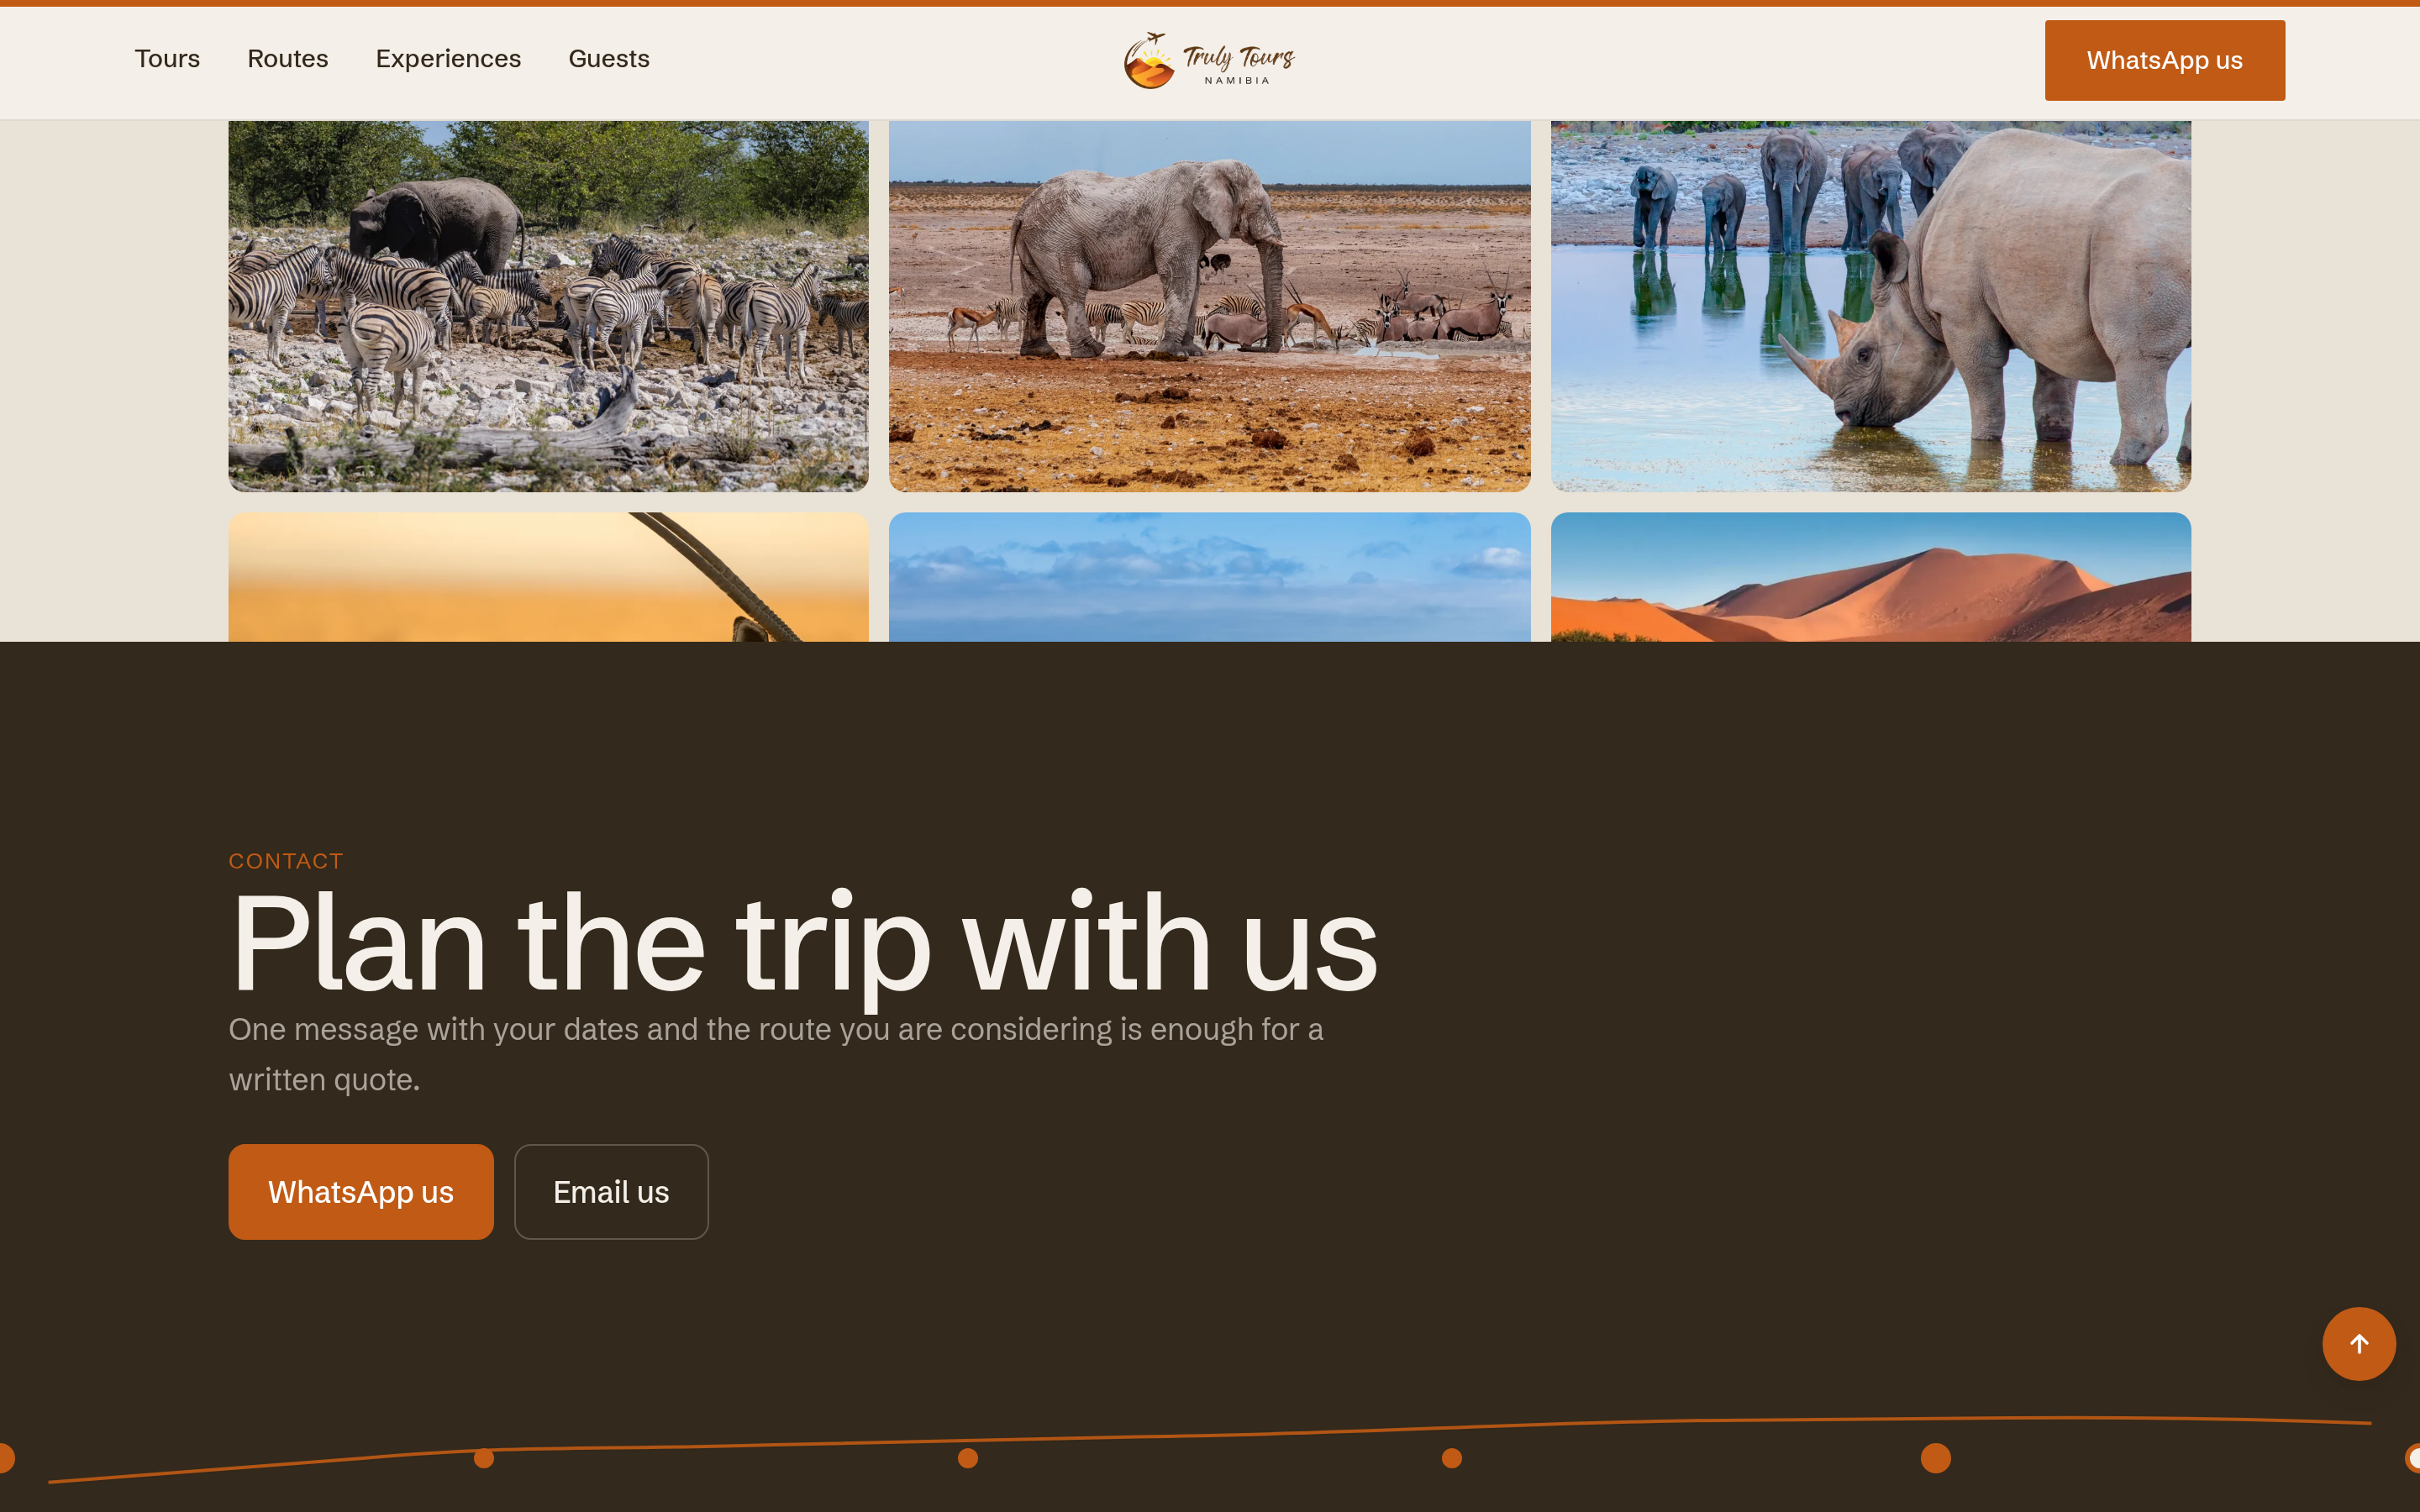 Tours
Routes
Experiences
Guests
Truly Tours
NAMIBIA
WhatsApp us
CONTACT
Plan the trip with us
One message with your dates and the route you are considering is enough for a
written quote.
WhatsApp us
Email us